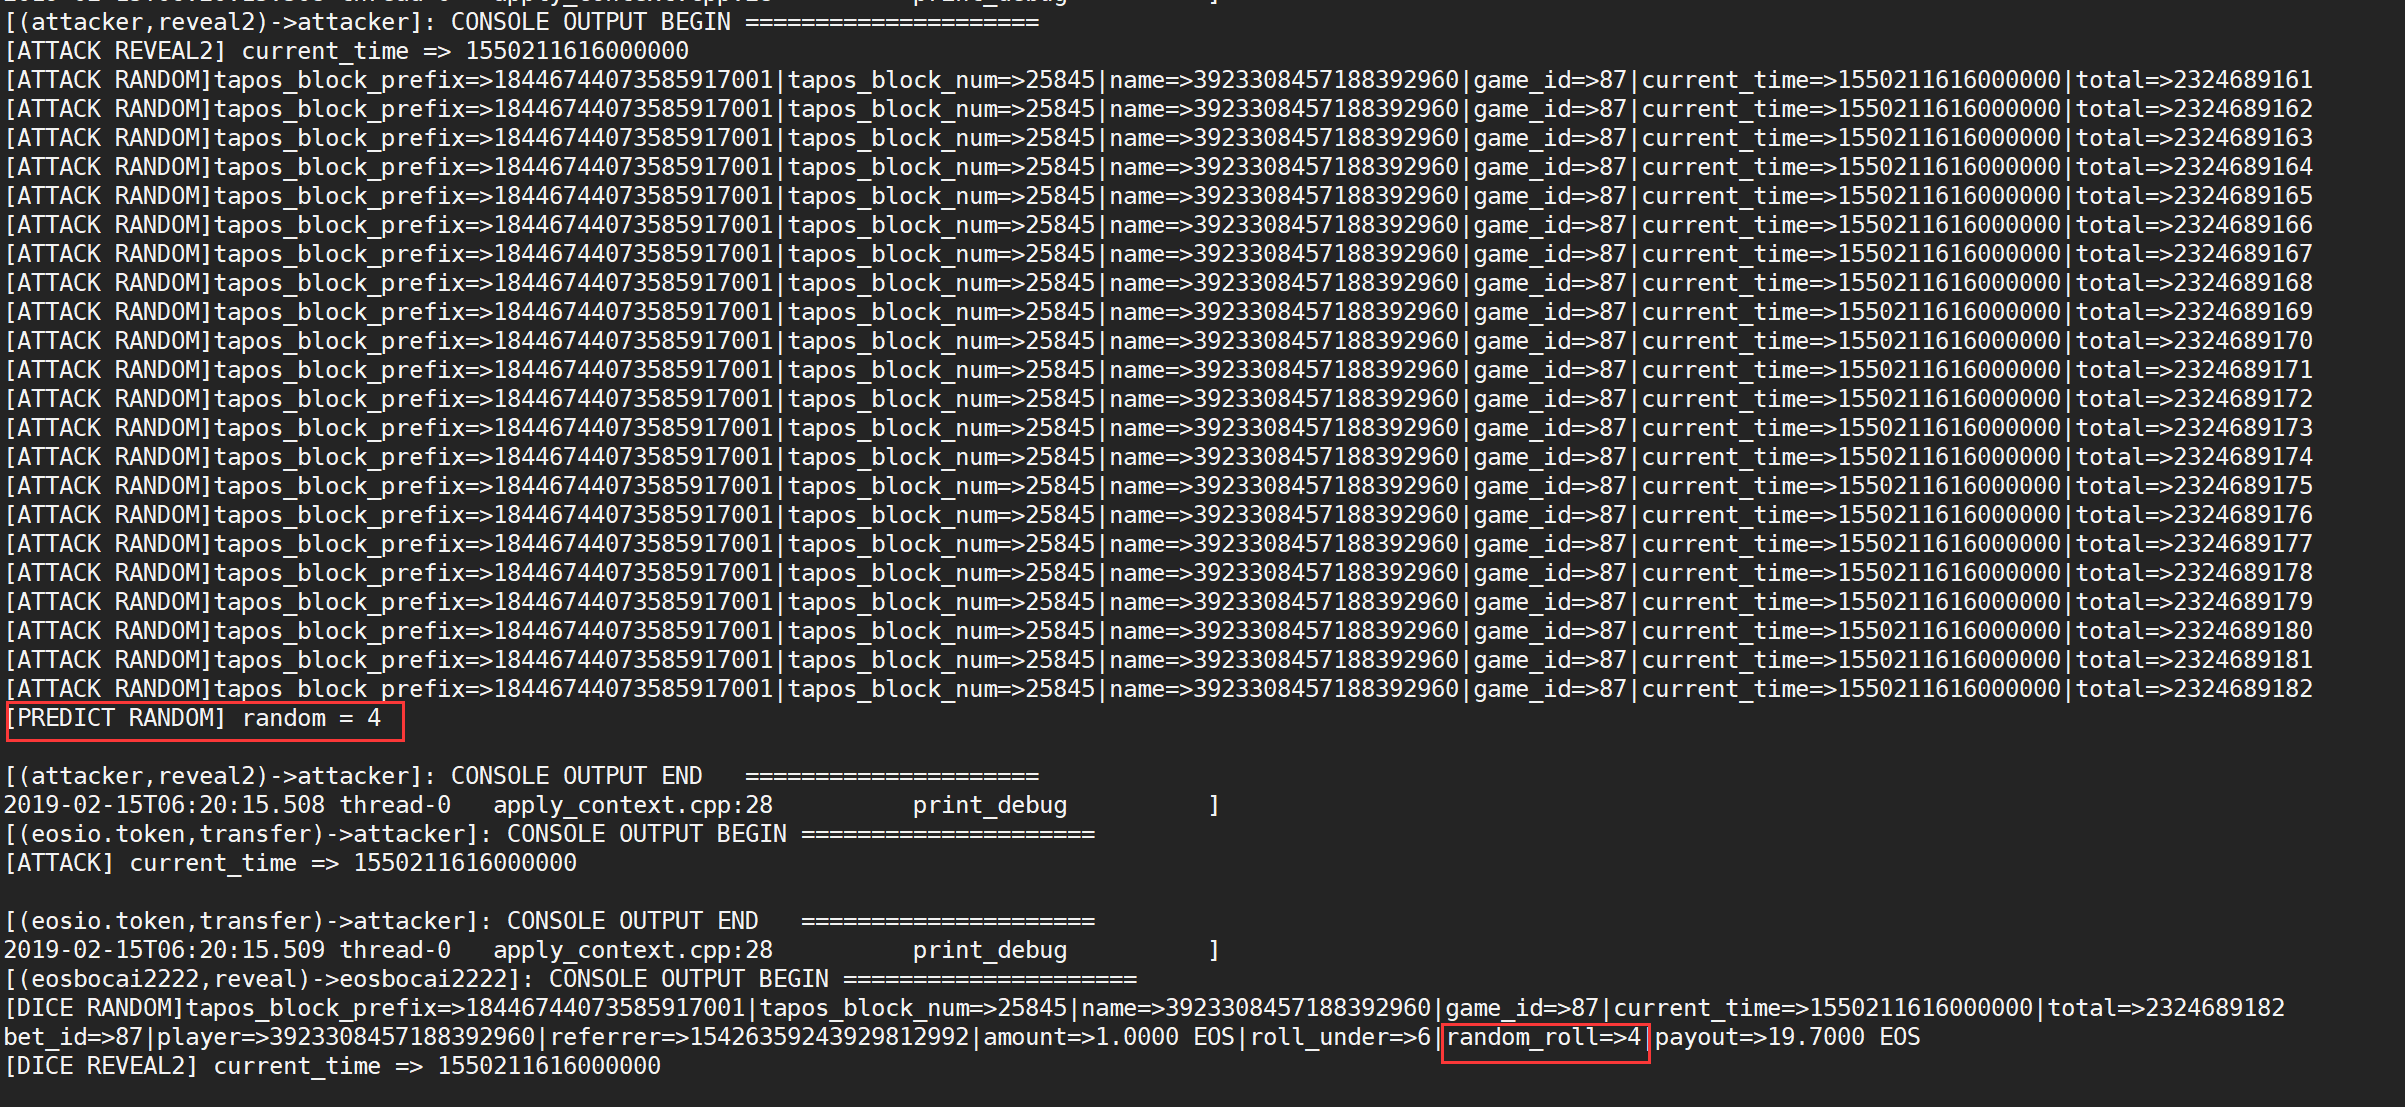 [(attacker,reveal2)->attacker]: CONSOLE OUTPUT BEGIN =====================
[ATTACK REVEAL2] current_time => 1550211616000000
[ATTACK RANDOM]tapos_block_prefix=>18446744073585917001|tapos_block_num=>25845|name=>3923308457188392960|game_id=>87|current_time=>1550211616000000|total=>2324689161
[ATTACK RANDOM]tapos_block_prefix=>18446744073585917001|tapos_block_num=>25845|name=>3923308457188392960|game_id=>87|current_time=>1550211616000000|total=>2324689162
[ATTACK RANDOM]tapos_block_prefix=>18446744073585917001|tapos_block_num=>25845|name=>3923308457188392960|game_id=>87|current_time=>1550211616000000|total=>2324689163
[ATTACK RANDOM]tapos_block_prefix=>18446744073585917001|tapos_block_num=>25845|name=>3923308457188392960|game_id=>87|current_time=>1550211616000000|total=>2324689164
[ATTACK RANDOM]tapos_block_prefix=>18446744073585917001|tapos_block_num=>25845|name=>3923308457188392960|game_id=>87|current_time=>1550211616000000|total=>2324689165
[ATTACK RANDOM]tapos_block_prefix=>18446744073585917001|tapos_block_num=>25845|name=>3923308457188392960|game_id=>87|current_time=>1550211616000000|total=>2324689166
[ATTACK RANDOM]tapos_block_prefix=>18446744073585917001|tapos_block_num=>25845|name=>3923308457188392960|game_id=>87|current_time=>1550211616000000|total=>2324689167
[ATTACK RANDOM]tapos_block_prefix=>18446744073585917001|tapos_block_num=>25845|name=>3923308457188392960|game_id=>87|current_time=>1550211616000000|total=>2324689168
[ATTACK RANDOM]tapos_block_prefix=>18446744073585917001|tapos_block_num=>25845|name=>3923308457188392960|game_id=>87|current_time=>1550211616000000|total=>2324689169
[ATTACK RANDOM]tapos_block_prefix=>18446744073585917001|tapos_block_num=>25845|name=>3923308457188392960|game_id=>87|current_time=>1550211616000000|total=>2324689170
[ATTACK RANDOM]tapos_block_prefix=>18446744073585917001|tapos_block_num=>25845|name=>3923308457188392960|game_id=>87|current_time=>1550211616000000|total=>2324689171
[ATTACK RANDOM]tapos_block_prefix=>18446744073585917001|tapos_block_num=>25845|name=>3923308457188392960|game_id=>87|current_time=>1550211616000000|total=>2324689172
[ATTACK RANDOM]tapos_block_prefix=>18446744073585917001|tapos_block_num=>25845|name=>3923308457188392960|game_id=>87|current_time=>1550211616000000|total=>2324689173
[ATTACK RANDOM]tapos_block_prefix=>18446744073585917001|tapos_block_num=>25845|name=>3923308457188392960|game_id=>87|current_time=>1550211616000000|total=>2324689174
[ATTACK RANDOM]tapos_block_prefix=>18446744073585917001|tapos_block_num=>25845|name=>3923308457188392960|game_id=>87|current_time=>1550211616000000|total=>2324689175
[ATTACK RANDOM]tapos_block_prefix=>18446744073585917001|tapos_block_num=>25845|name=>3923308457188392960|game_id=>87|current_time=>1550211616000000|total=>2324689176
[ATTACK RANDOM]tapos_block_prefix=>18446744073585917001|tapos_block_num=>25845|name=>3923308457188392960|game_id=>87|current_time=>1550211616000000|total=>2324689177
[ATTACK RANDOM]tapos_block_prefix=>18446744073585917001|tapos_block_num=>25845|name=>3923308457188392960|game_id=>87|current_time=>1550211616000000|total=>2324689178
[ATTACK RANDOM]tapos_block_prefix=>18446744073585917001|tapos_block_num=>25845|name=>3923308457188392960|game_id=>87|current_time=>1550211616000000|total=>2324689179
[ATTACK RANDOM]tapos_block_prefix=>18446744073585917001|tapos_block_num=>25845|name=>3923308457188392960|game_id=>87|current_time=>1550211616000000|total=>2324689180
[ATTACK RANDOM]tapos_block_prefix=>18446744073585917001|tapos_block_num=>25845|name=>3923308457188392960|game_id=>87|current_time=>1550211616000000|total=>2324689181
[ATTACK RANDOM]tapos_block_prefix=>18446744073585917001|tapos_block_num=>25845|name=>3923308457188392960|game_id=>87|current_time=>1550211616000000|total=>2324689182
[PREDICT RANDOM] random = 4
[(attacker,reveal2)->attacker]: CONSOLE OUTPUT END   =====================
2019-02-15T06:20:15.508 thread-0   apply_context.cpp:28          print_debug          ]
[(eosio.token,transfer)->attacker]: CONSOLE OUTPUT BEGIN =====================
[ATTACK] current_time => 1550211616000000
[(eosio.token,transfer)->attacker]: CONSOLE OUTPUT END   =====================
2019-02-15T06:20:15.509 thread-0   apply_context.cpp:28          print_debug          ]
[(eosbocai2222,reveal)->eosbocai2222]: CONSOLE OUTPUT BEGIN =====================
[DICE RANDOM]tapos_block_prefix=>18446744073585917001|tapos_block_num=>25845|name=>3923308457188392960|game_id=>87|current_time=>1550211616000000|total=>2324689182
bet_id=>87|player=>3923308457188392960|referrer=>15426359243929812992|amount=>1.0000 EOS|roll_under=>6|random_roll=>4|payout=>19.7000 EOS
[DICE REVEAL2] current_time => 1550211616000000